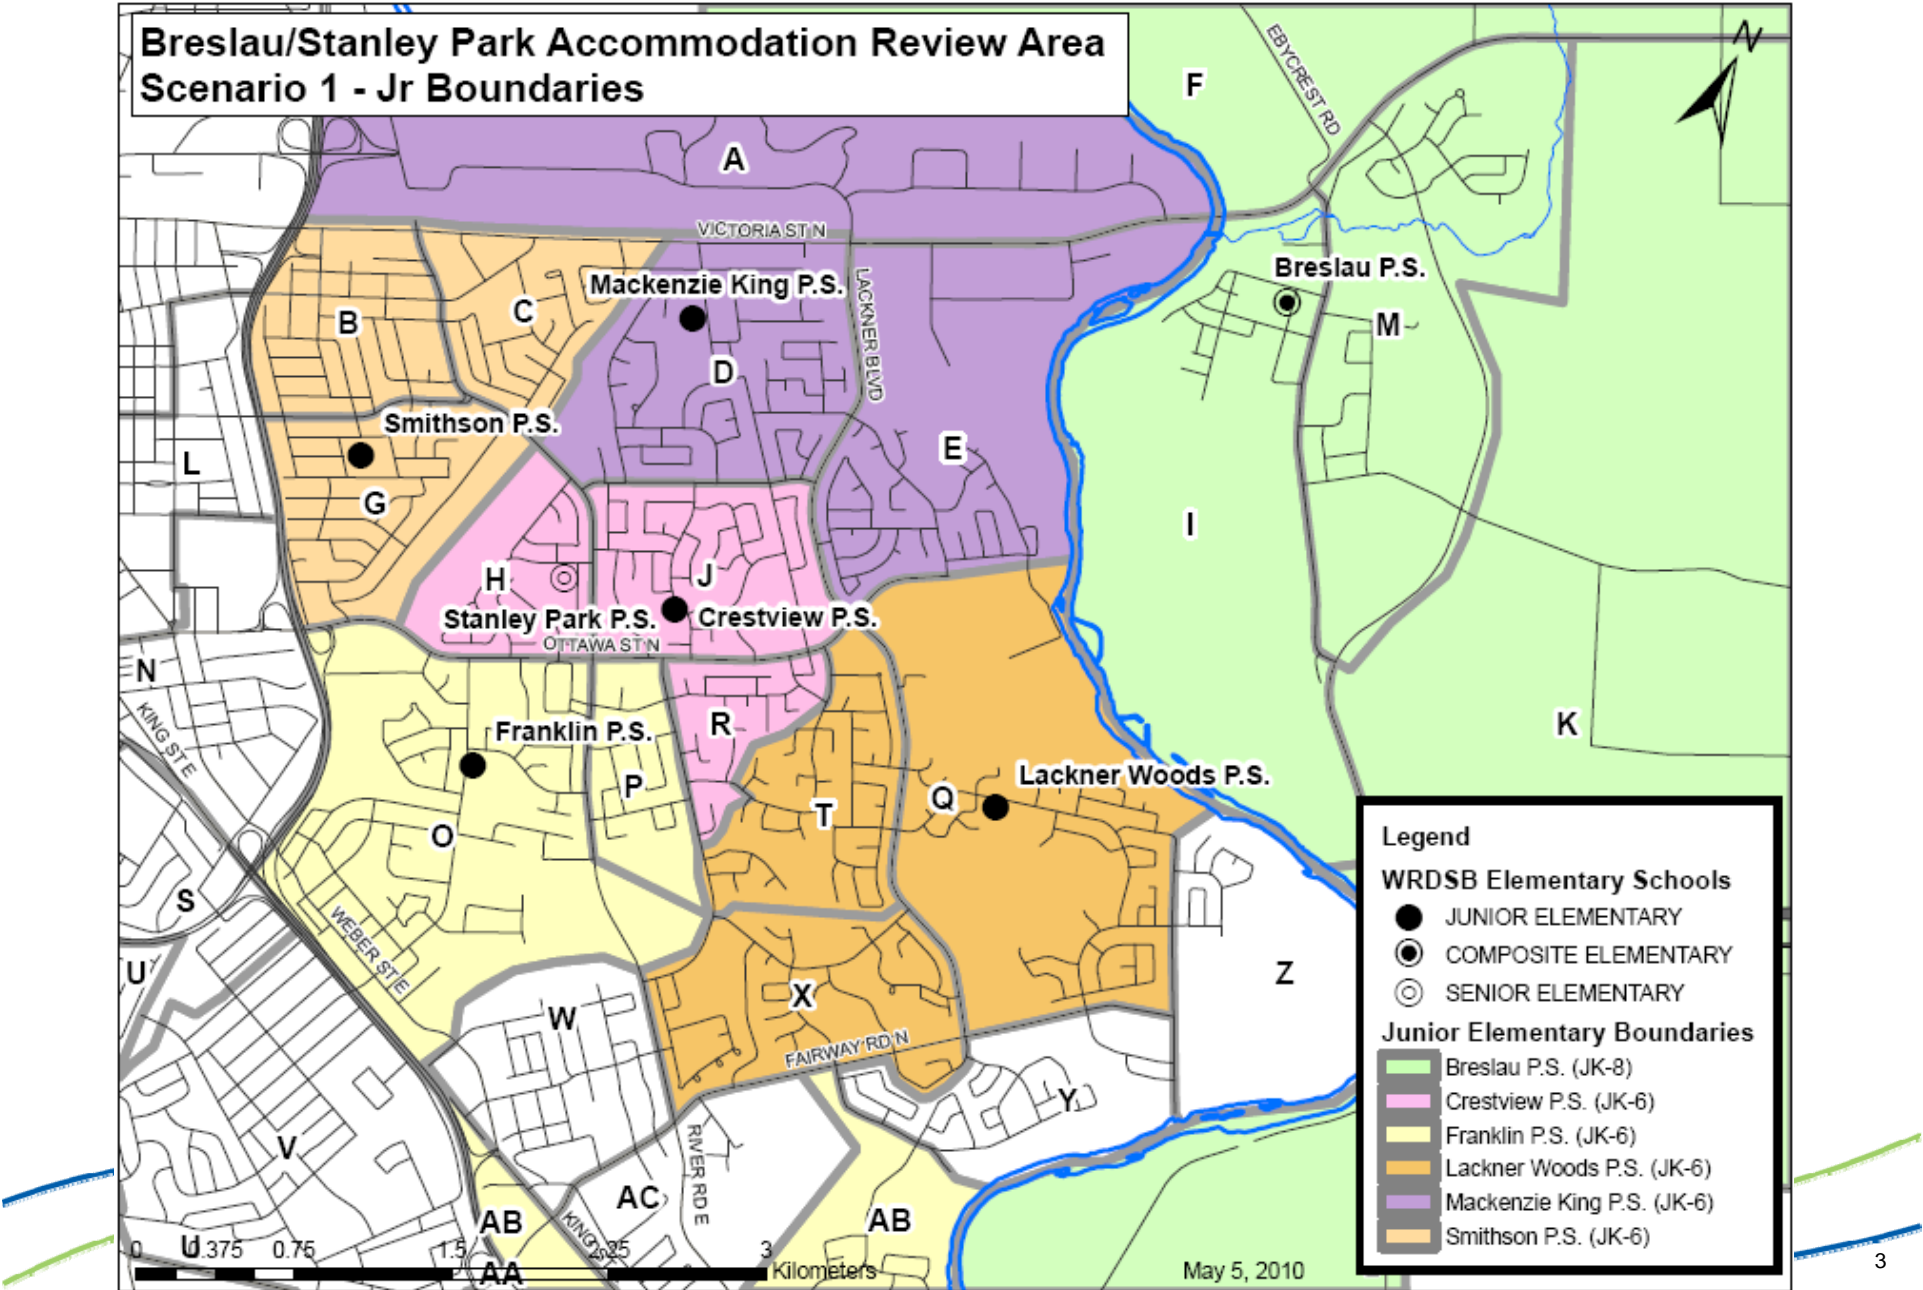 Breslau/Stanley Park Accommodation Review Area
Scenario 1 - Jr Boundaries
N
F
EBYCREST RD
A
VICTORIA ST N
Mackenzie King P.S.
LACKNER BLVD
Breslau P.S.
B
C
M
D
Smithson P.S.
E
L
G
I
H
J
Stanley Park P.S.
Crestview P.S.
OTTAWA ST N
N
KING ST E
R
K
Franklin P.S.
P
Lackner Woods P.S.
Q
T
O
S
WEBER ST E
U
Z
X
W
FAIRWAY RD N
Y
V
RIVER RD E
AC
AB
KING ST
AB
U
AA
0 0.375 0.75 1.5 2.25 3
Kilometers
May 5, 2010
Legend
WRDSB Elementary Schools
JUNIOR ELEMENTARY
COMPOSITE ELEMENTARY
SENIOR ELEMENTARY
Junior Elementary Boundaries
Breslau P.S. (JK-8)
Crestview P.S. (JK-6)
Franklin P.S. (JK-6)
Lackner Woods P.S. (JK-6)
Mackenzie King P.S. (JK-6)
Smithson P.S. (JK-6)
3